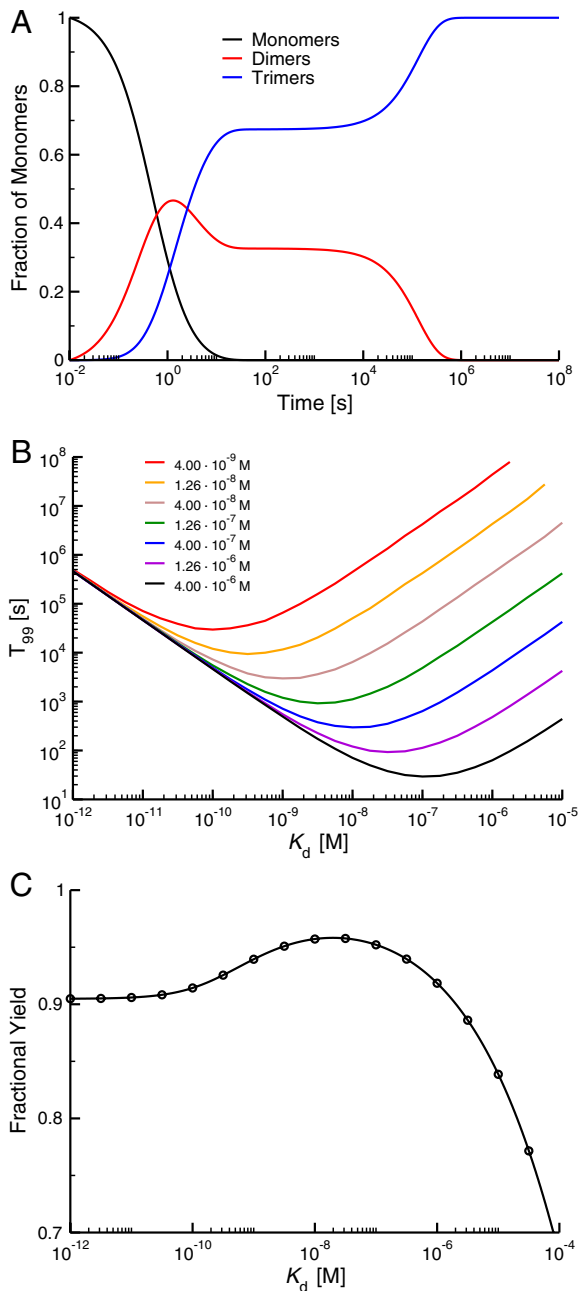 A
Monomers
Dimers
Trimers
Fraction of Monomers
1
0.8
0.6
0.4
0.2
0
10^-2
10^0
10^2
10^4
10^6
10^8
Time [s]
B
4.00 · 10^-9 M
1.26 · 10^-8 M
4.00 · 10^-8 M
1.26 · 10^-7 M
4.00 · 10^-7 M
1.26 · 10^-6 M
4.00 · 10^-6 M
T_99 [s]
10^8
10^7
10^6
10^5
10^4
10^3
10^2
10^1
10^-12
10^-11
10^-10
10^-9
10^-8
10^-7
10^-6
10^-5
K_d [M]
C
Fractional Yield
1
0.9
0.8
0.7
10^-12
10^-10
10^-8
10^-6
10^-4
K_d [M]